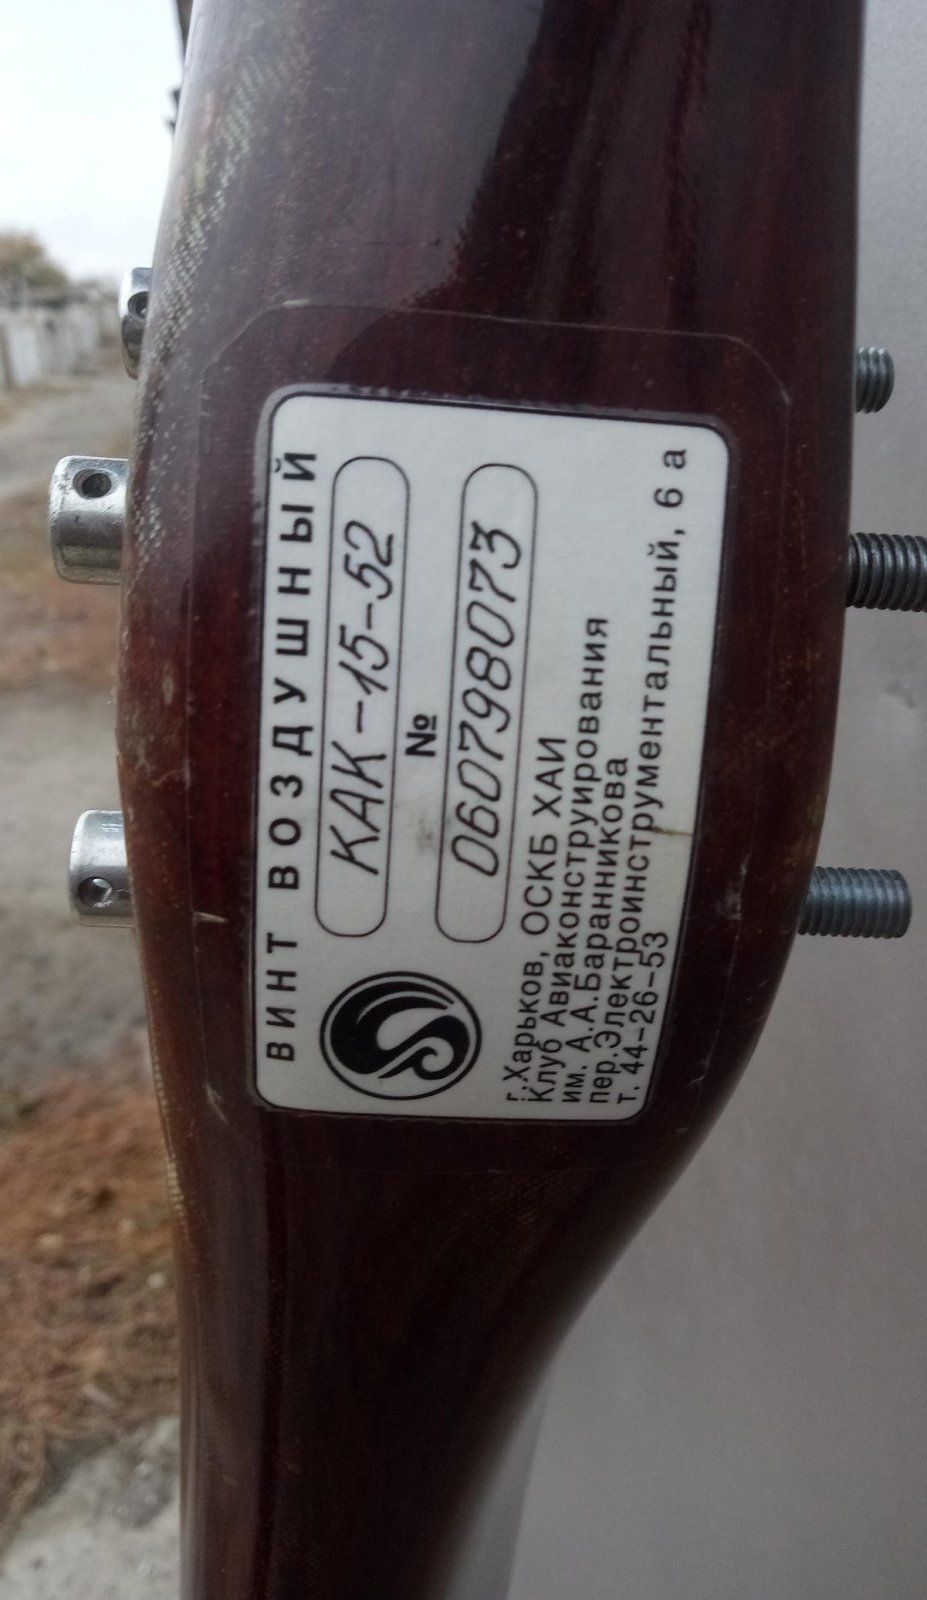 ВИНТ ВОЗДУШНЫЙ
КАК-15-52
№
060798073
г.Харьков, ОСКБ ХАИ
Клуб Авиаконструирования
им. А.А.Баранникова
пер.Электроинструментальный, 6 а
т. 44-26-53